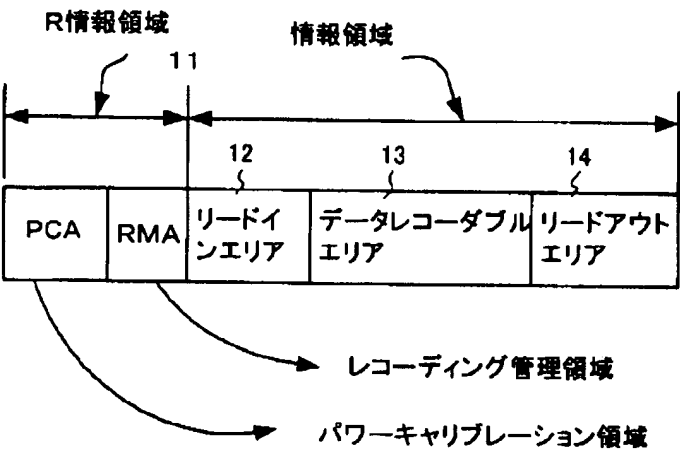 R情報領域
情報領域
11
12
13
14
PCA
RMA
リードイ
ンエリア
データレコーダブル
エリア
リードアウト
エリア
レコーディング管理領域
パワーキャリブレーション領域